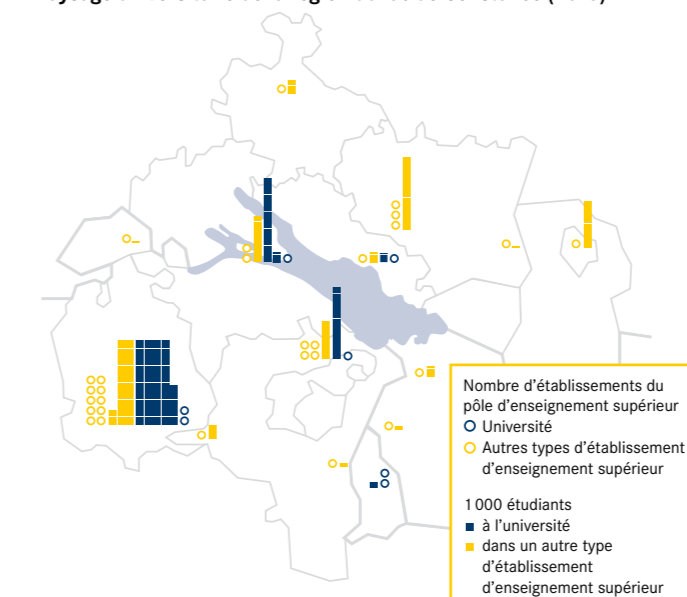 Nombre d'établissements du
pôle d'enseignement supérieur
Université
Autres types d'établissement
d'enseignement supérieur
1 000 étudiants
à l'université
dans un autre type
d'établissement
d'enseignement supérieur